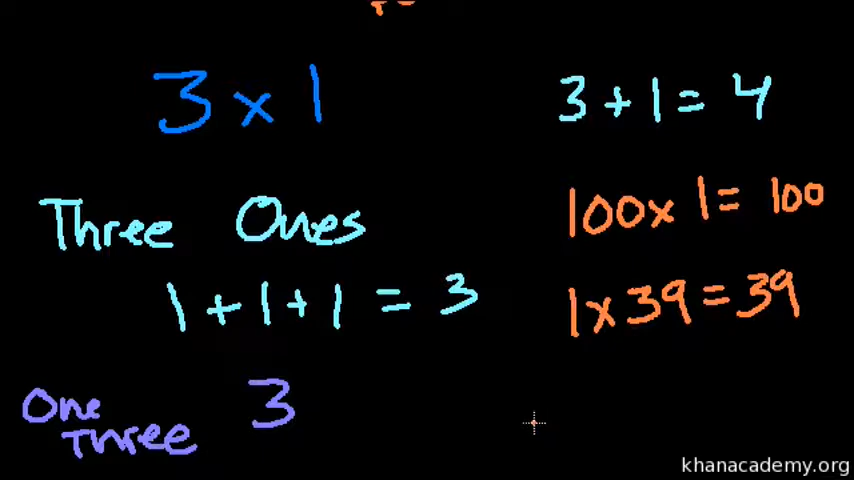 3 x 1
Three Ones
1 + 1 + 1 = 3
One
Three
3
3 + 1 = 4
100 x 1 = 100
1 x 39 = 39
khanacademy.org